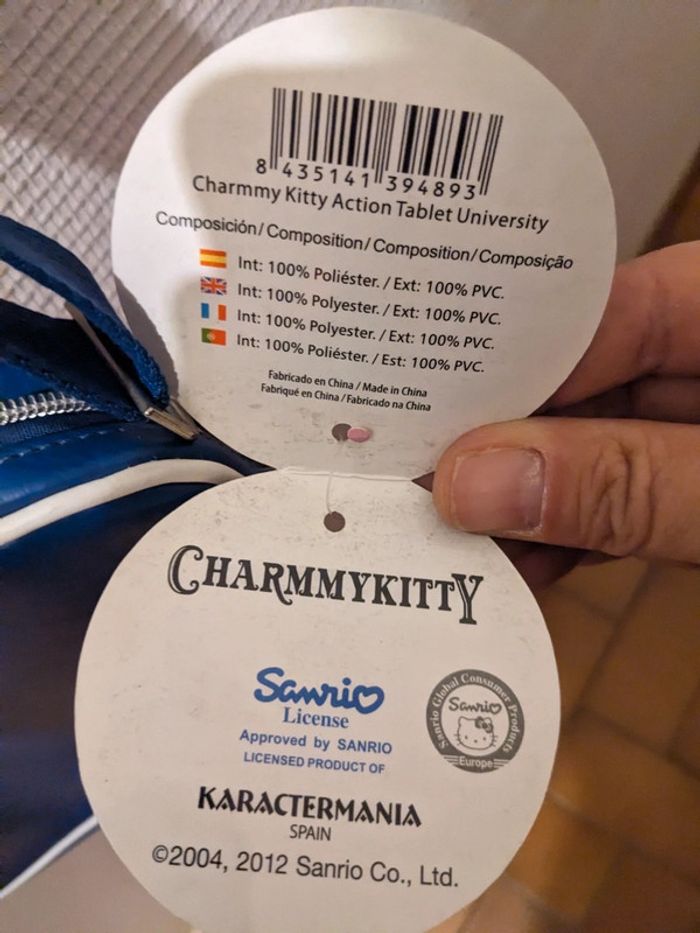 8 435141 394893
Charmmy Kitty Action Tablet University
Composición/Composition/Composition/Composição
Int: 100% Poliéster. / Ext: 100% PVC.
Int: 100% Polyester. / Ext: 100% PVC.
Int: 100% Polyester. / Ext: 100% PVC.
Int: 100% Poliéster. / Est: 100% PVC.
Fabricado en China / Made in China
Fabriqué en China / Fabricado na China
CHARMMYKITTY
Sanrio
License
Approved by SANRIO
LICENSED PRODUCT OF
Sanrio Global Consumer Products
Sanrio
Europe
KARACTERMANIA
SPAIN
©2004, 2012 Sanrio Co., Ltd.